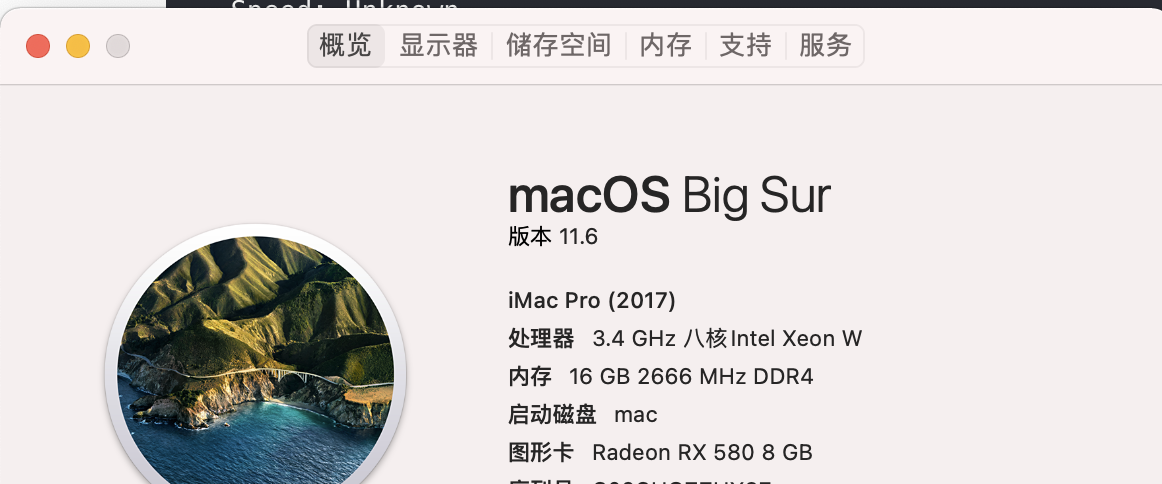 Speed: Unknown
概览 显示器 储存空间 内存 支持 服务
macOS Big Sur
版本 11.6
iMac Pro (2017)
处理器 3.4 GHz 八核Intel Xeon W
内存 16 GB 2666 MHz DDR4
启动磁盘 mac
图形卡 Radeon RX 580 8 GB